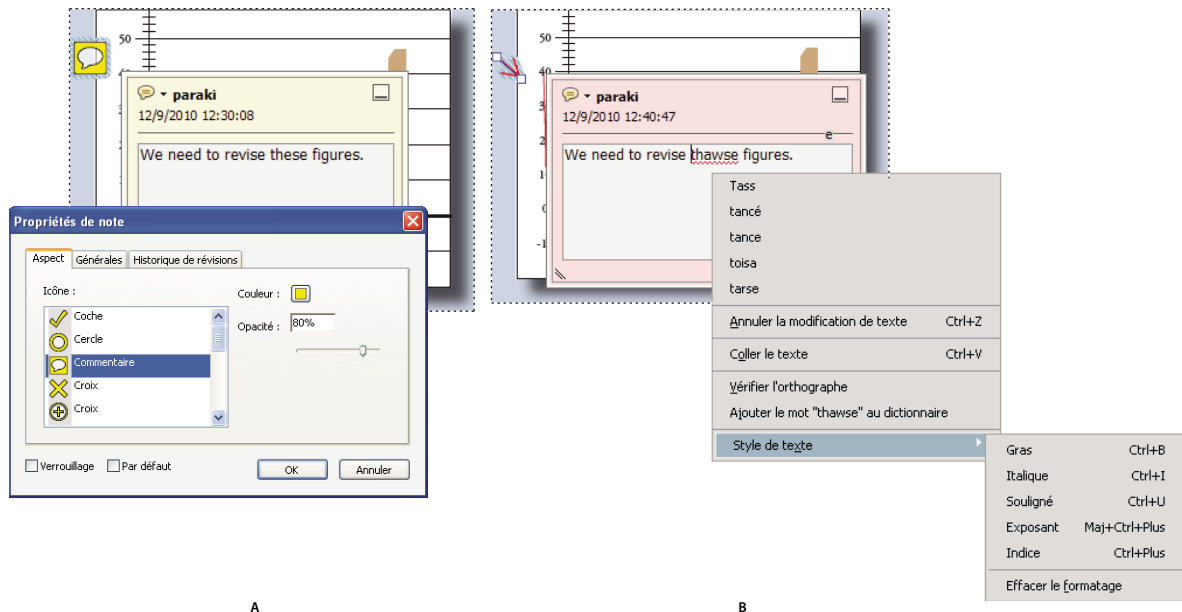 50
40
paraki
12/9/2010 12:30:08
We need to revise these figures.
Propriétés de note
Aspect
Générales
Historique de révisions
Icône :
Coche
Cercle
Commentaire
Croix
Croix
Couleur :
Opacité : 80%
Verrouillage
Par défaut
OK
Annuler
A
50
40
paraki
12/9/2010 12:40:47
e
We need to revise thawse figures.
0
-1
Tass
tancé
tance
toisa
tarse
Annuler la modification de texte Ctrl+Z
Coller le texte Ctrl+V
Vérifier l'orthographe
Ajouter le mot "thawse" au dictionnaire
Style de texte
Gras Ctrl+B
Italique Ctrl+I
Souligné Ctrl+U
Exposant Maj+Ctrl+Plus
Indice Ctrl+Plus
Effacer le formatage
B